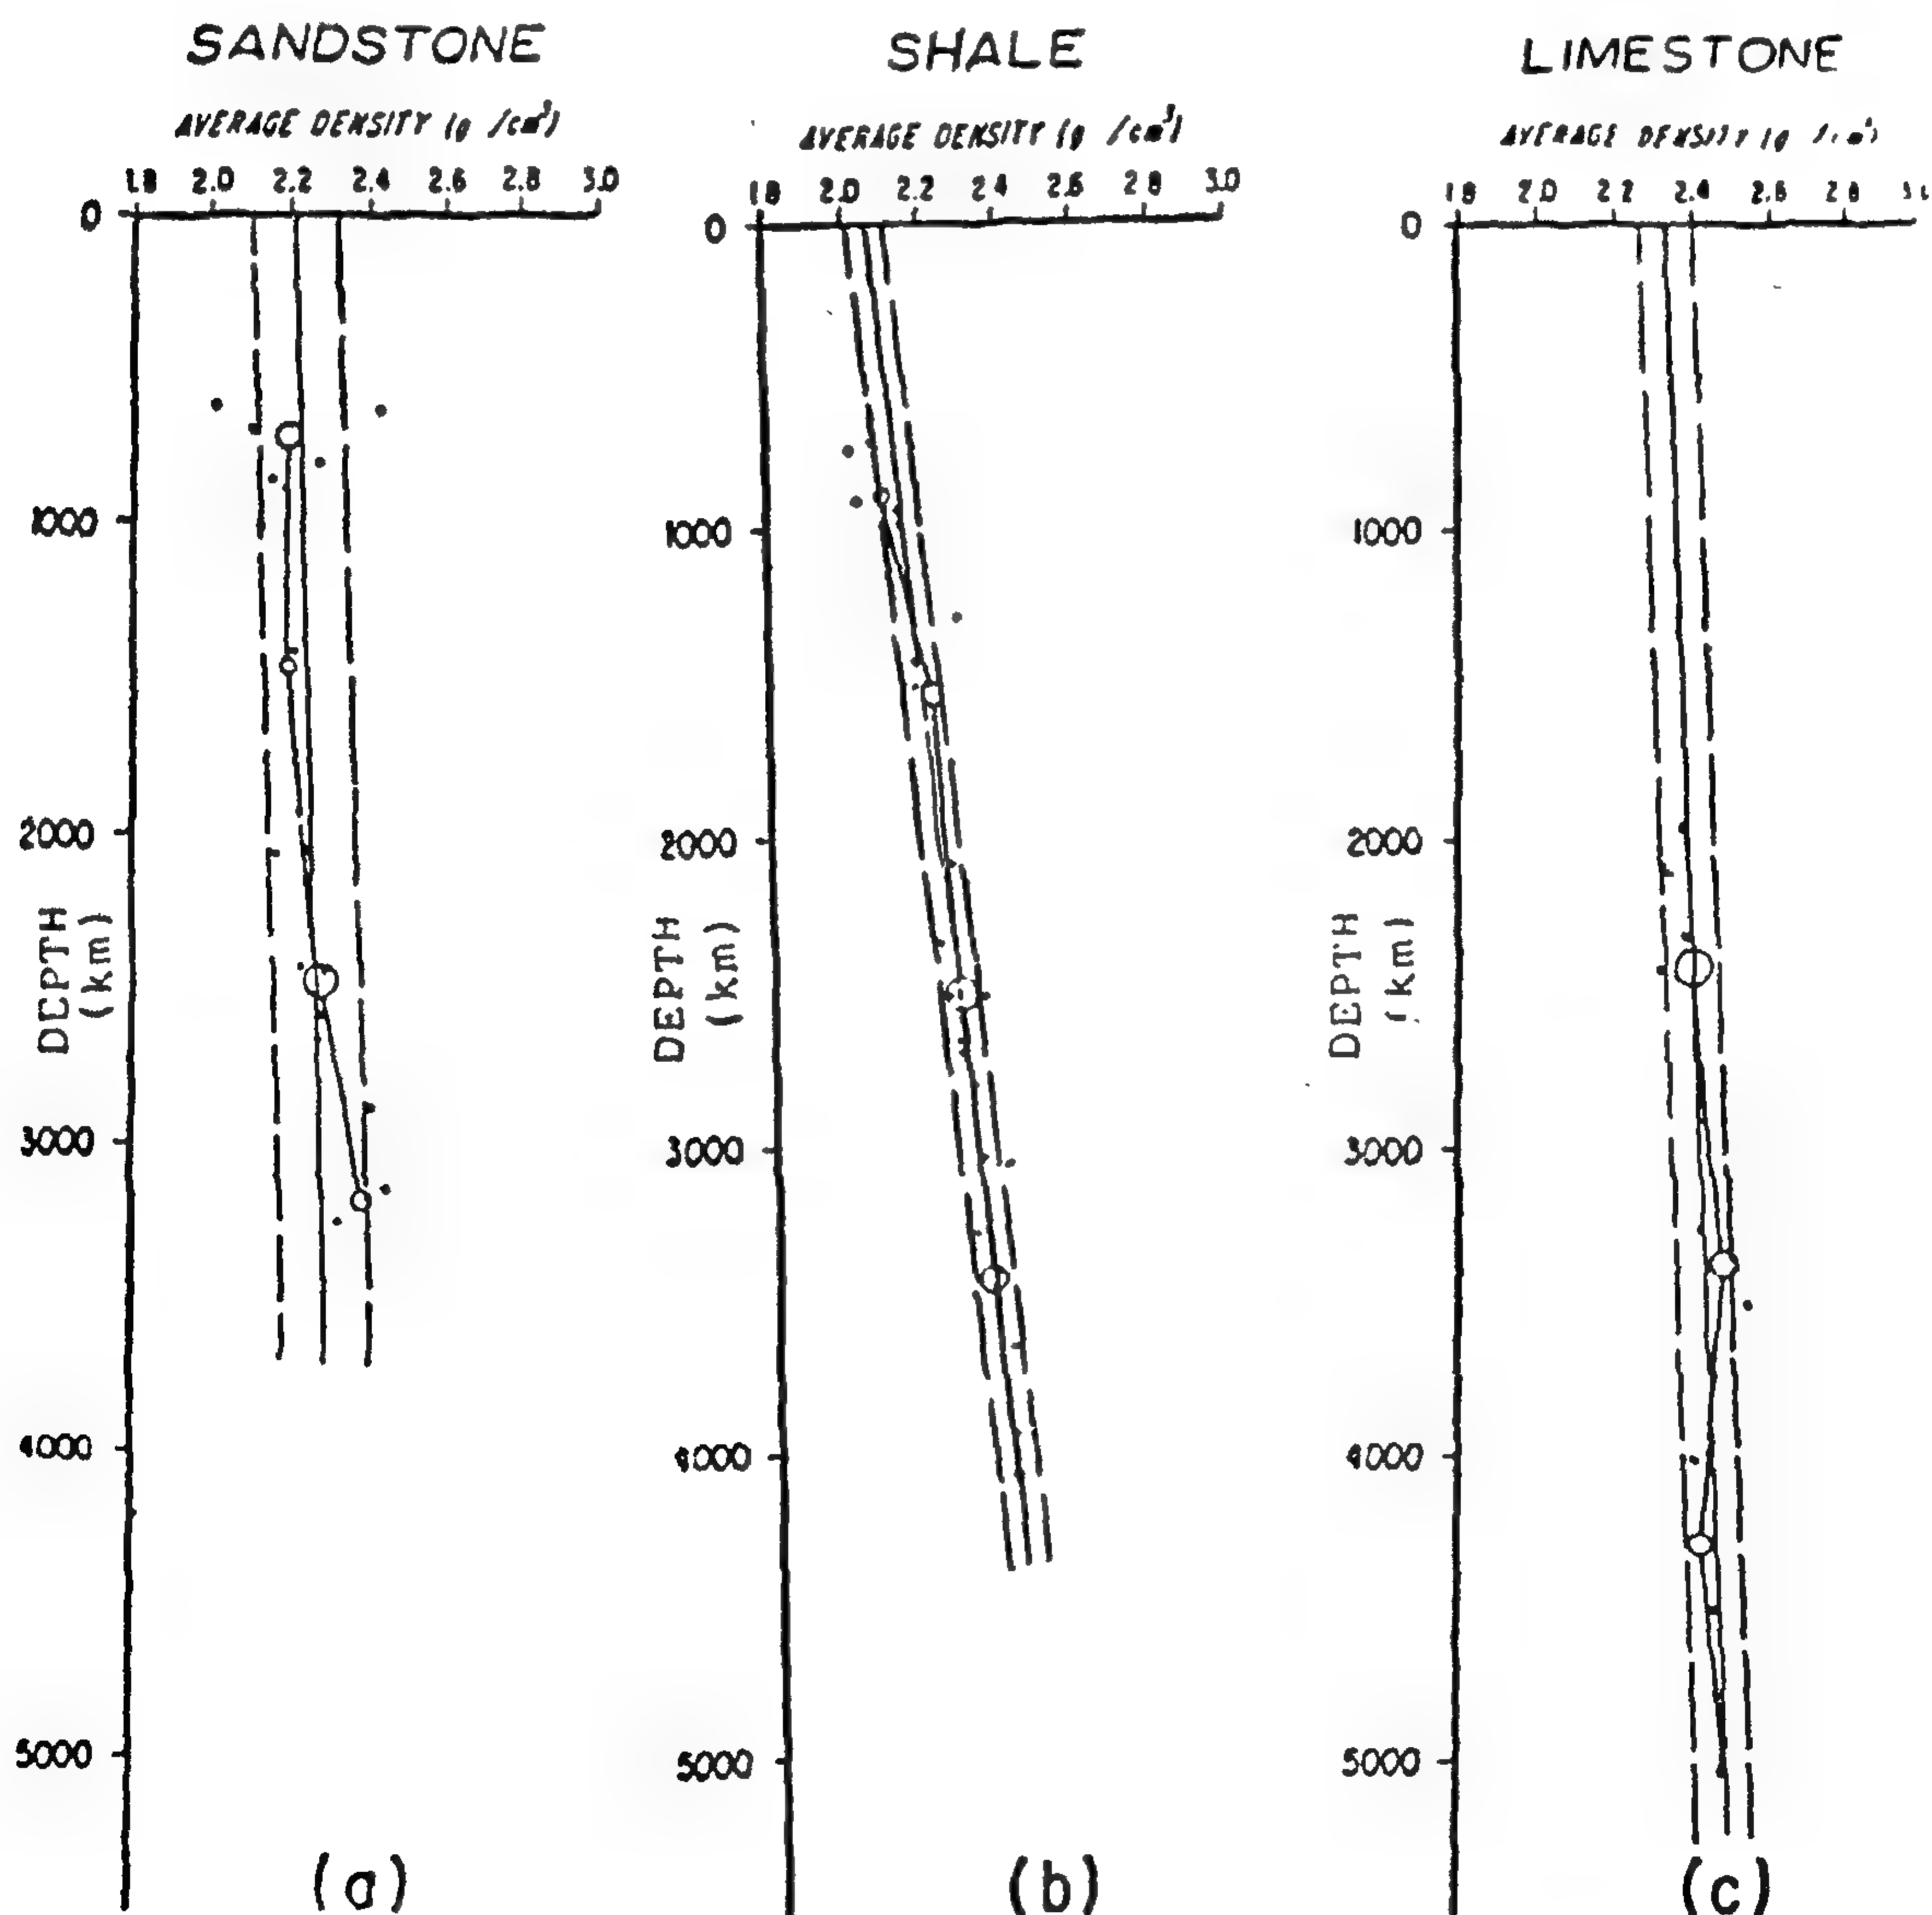 SANDSTONE
AVERAGE DENSITY (g /cm³)
1.8 2.0 2.2 2.4 2.6 2.8 3.0
0
1000
2000
DEPTH
(km)
3000
4000
5000
(a)
SHALE
AVERAGE DENSITY (g /cm³)
1.8 2.0 2.2 2.4 2.6 2.8 3.0
0
1000
2000
DEPTH
(km)
3000
4000
5000
(b)
LIMESTONE
AVERAGE DENSITY (g
1.8 2.0 2.2 2.4 2.6 2.8
0
1000
2000
DEPTH
(km)
3000
4000
5000
(c)